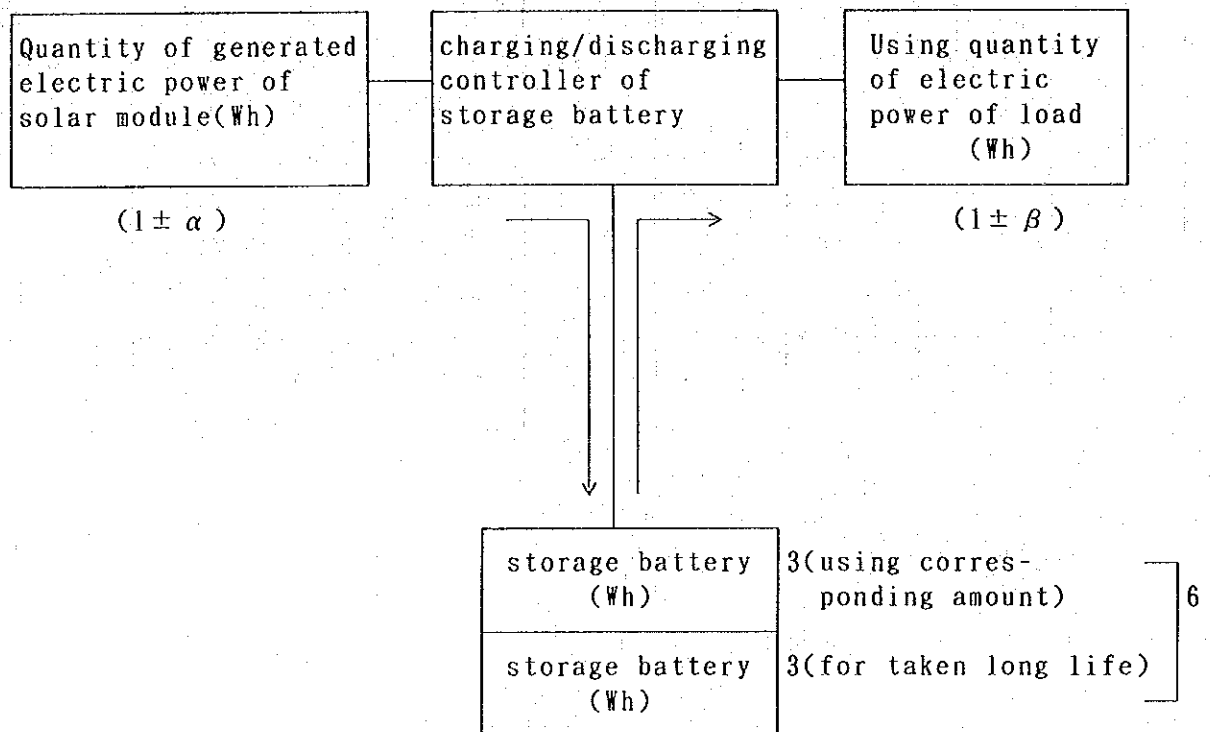 Quantity of generated
electric power of
solar module(Wh)
charging/discharging
controller of
storage battery
Using quantity
of electric
power of load
(Wh)
(1± α )
(1± β )
storage battery
(Wh)
3(using corres-
ponding amount)
6
storage battery
(Wh)
3(for taken long life)